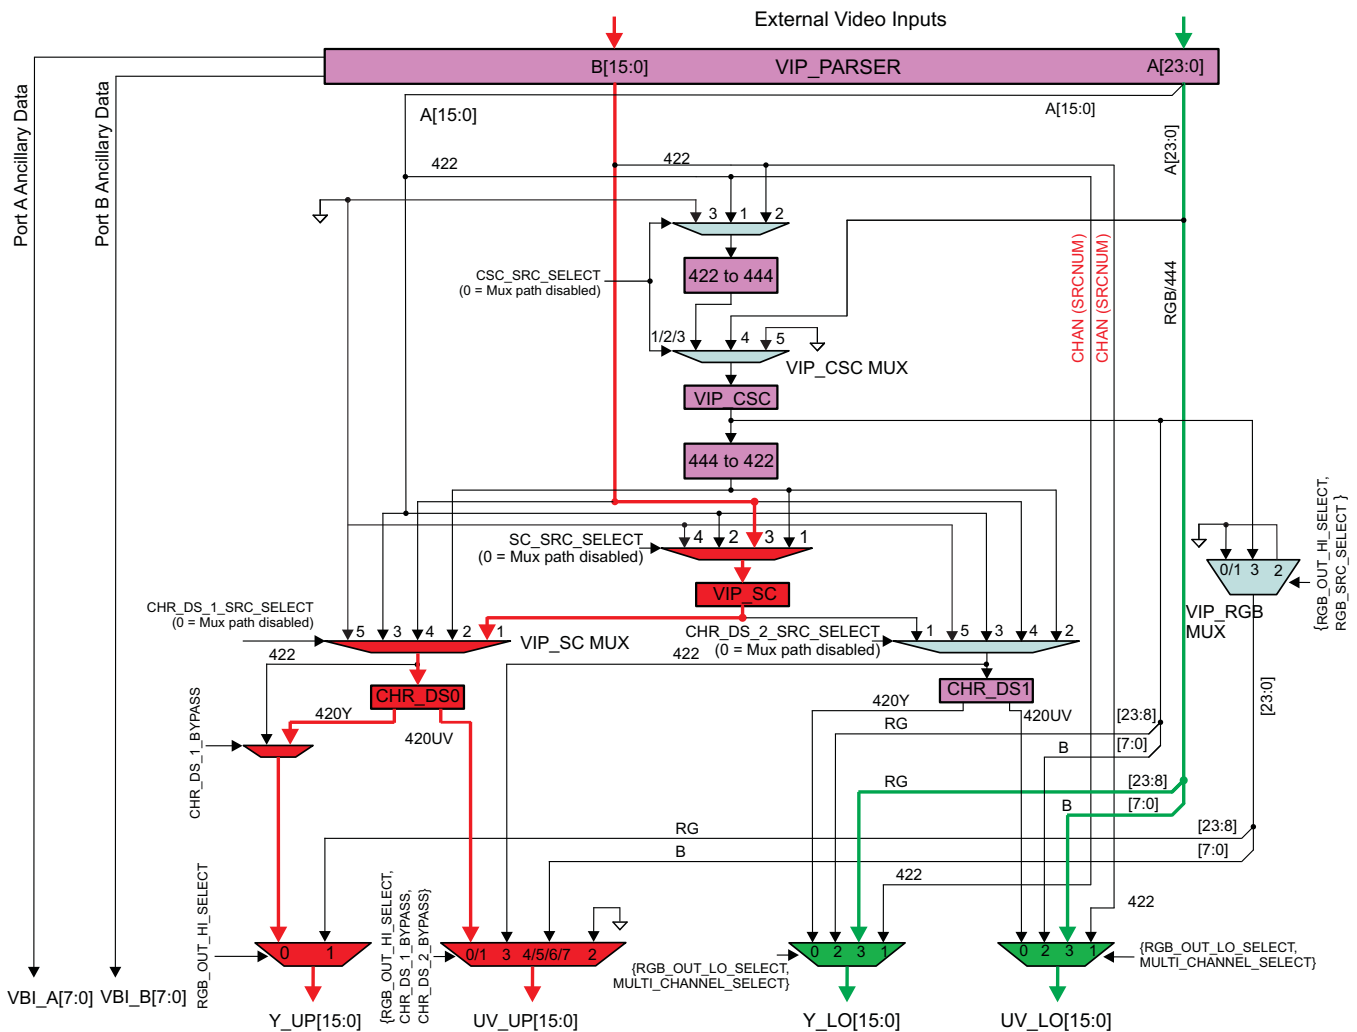 External Video Inputs
B[15:0]
VIP_PARSER
A[23:0]
A[15:0]
A[15:0]
Port A Ancillary Data
Port B Ancillary Data
A[23:0]
422
422
3
1
2
CSC_SRC_SELECT
(0 = Mux path disabled)
422 to 444
RGB/444
CHAN (SRCNUM)
CHAN (SRCNUM)
1/2/3
4
5
VIP_CSC MUX
VIP_CSC
444 to 422
SC_SRC_SELECT
(0 = Mux path disabled)
4
2
3
1
{RGB_OUT_HI_SELECT,
RGB_SRC_SELECT }
0/1
3
2
VIP_RGB
MUX
VIP_SC
CHR_DS_1_SRC_SELECT
(0 = Mux path disabled)
5
3
4
2
1
VIP_SC MUX
CHR_DS_2_SRC_SELECT
(0 = Mux path disabled)
1
5
3
4
2
422
422
CHR_DS0
CHR_DS1
420Y
420UV
420Y
420UV
[23:0]
CHR_DS_1_BYPASS
RG
[23:8]
B
[7:0]
RG
[23:8]
B
[7:0]
RG
[23:8]
B
[7:0]
422
422
RGB_OUT_HI_SELECT
0
1
{RGB_OUT_HI_SELECT,
CHR_DS_1_BYPASS,
CHR_DS_2_BYPASS}
0/1
3
4/5/6/7
2
{RGB_OUT_LO_SELECT,
MULTI_CHANNEL_SELECT}
0
2
3
1
0
2
3
1
{RGB_OUT_LO_SELECT,
MULTI_CHANNEL_SELECT}
VBI_A[7:0]
VBI_B[7:0]
Y_UP[15:0]
UV_UP[15:0]
Y_LO[15:0]
UV_LO[15:0]